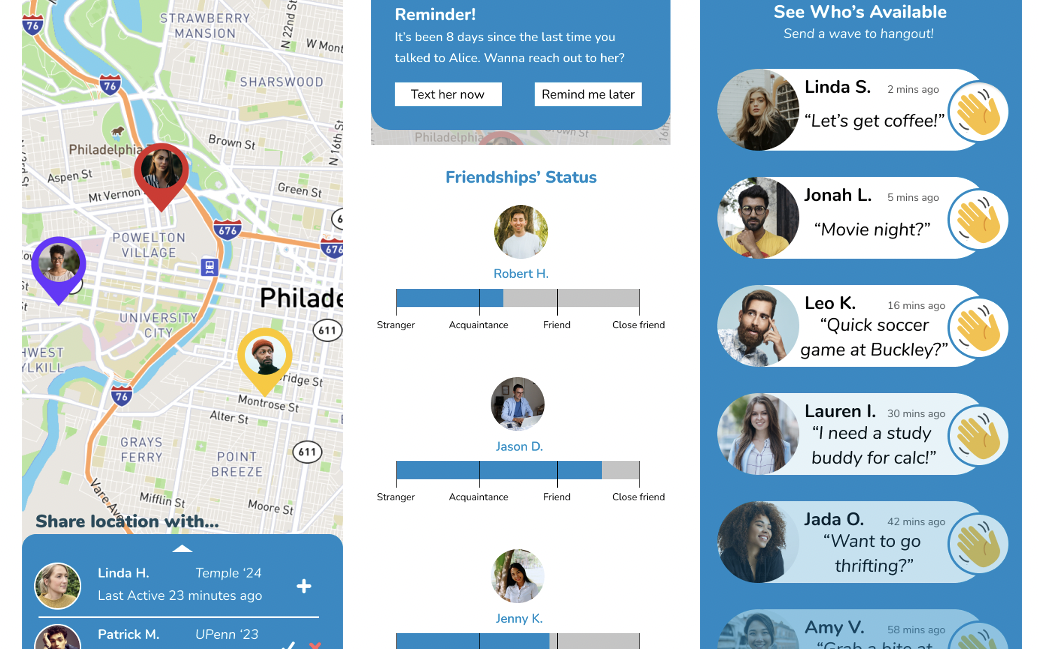 76
STRAWBERRY
MANSION
N 22nd St
W Mont
76
SHARSWOOD
N 16th St
Philadelphia
Brown St
Aspen St
Mt Vernon St
Green St
676
676
POWELTON
VILLAGE
Philade
UNIVERSITY
CITY
611
ridge St
76
Montrose St
Alter St
GRAYS
FERRY
611
POINT
BREEZE
Vare Ave
Mifflin St
Moore St
Share location with...
Linda H.
Temple ‘24
Last Active 23 minutes ago
Patrick M.
UPenn ‘23
Reminder!
It’s been 8 days since the last time you
talked to Alice. Wanna reach out to her?
Text her now
Remind me later
Philadelphia
Brown St
16th
Friendships’ Status
Robert H.
Stranger Acquaintance Friend Close friend
Jason D.
Stranger Acquaintance Friend Close friend
Jenny K.
See Who’s Available
Send a wave to hangout!
Linda S. 2 mins ago
“Let’s get coffee!”
Jonah L. 5 mins ago
“Movie night?”
Leo K. 16 mins ago
“Quick soccer
game at Buckley?”
Lauren I. 30 mins ago
“I need a study
buddy for calc!”
Jada O. 42 mins ago
“Want to go
thrifting?”
Amy V. 58 mins ago
“Grab a bite at